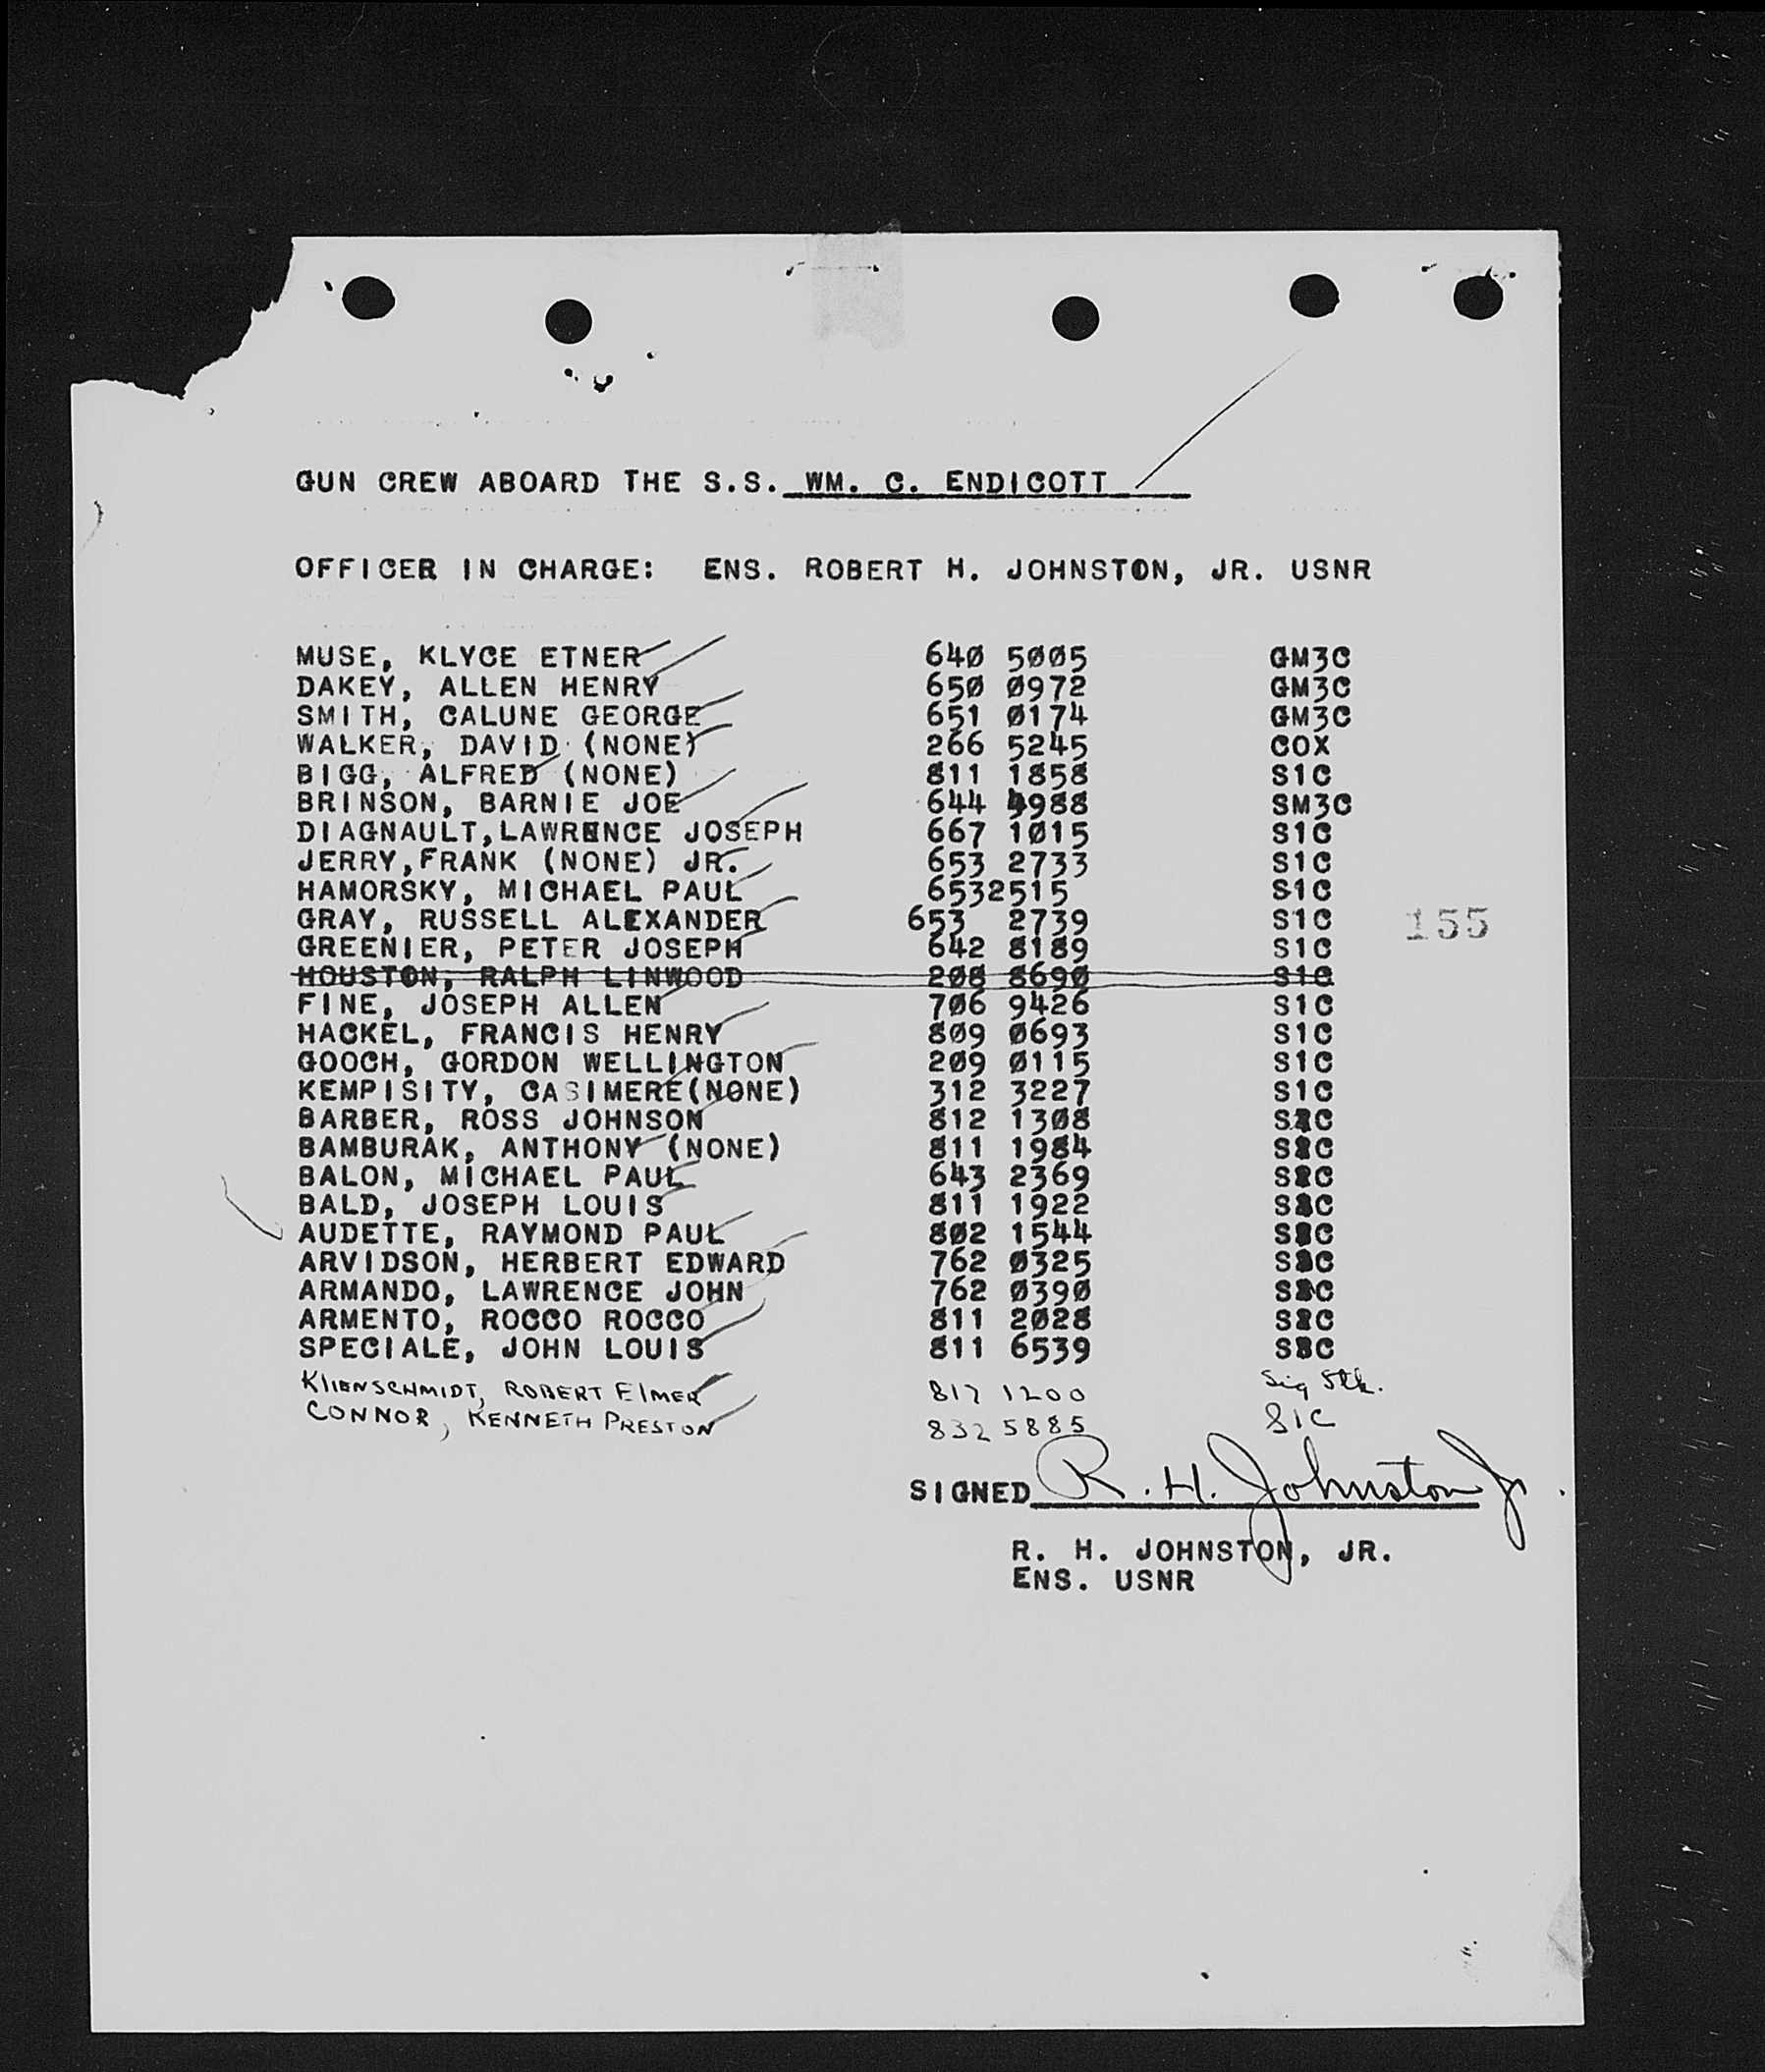 GUN CREW ABOARD THE S.S. WM. C. ENDICOTT
OFFICER IN CHARGE: ENS. ROBERT H. JOHNSTON, JR. USNR
MUSE, KLYCE ETNER 640 5005 GM3C
DAKEY, ALLEN HENRY 650 0972 GM3C
SMITH, CALUNE GEORGE 651 0174 GM3C
WALKER, DAVID (NONE) 266 5245 COX
BIGG, ALFRED (NONE) 811 1858 S1C
BRINSON, BARNIE JOE 644 4988 SM3C
DIAGNAULT,LAWRENCE JOSEPH 667 1015 S1C
JERRY,FRANK (NONE) JR. 653 2733 S1C
HAMORSKY, MICHAEL PAUL 6532515 S1C
GRAY, RUSSELL ALEXANDER 653 2739 S1C 155
GREENIER, PETER JOSEPH 642 8189 S1C
HOUSTON, RALPH LINWOOD 208 8690 S1C
FINE, JOSEPH ALLEN 706 9426 S1C
HACKEL, FRANCIS HENRY 809 0693 S1C
GOOCH, GORDON WELLINGTON 209 0115 S1C
KEMPISITY, CASIMERE(NONE) 312 3227 S1C
BARBER, ROSS JOHNSON 812 1308
BAMBURAK, ANTHONY (NONE) 811 1984
BALON, MICHAEL PAUL 643 2369
BALD, JOSEPH LOUIS 811 1922
AUDETTE, RAYMOND PAUL 802 1544
ARVIDSON, HERBERT EDWARD 762 0325
ARMANDO, LAWRENCE JOHN 762 0390
ARMENTO, ROCCO ROCCO 811 2028
SPECIALE, JOHN LOUIS 811 6539
KlIENSCHMIDT, ROBERT ElMER 817 1200 Sig Stk.
CONNOR, KENNETH PRESTON 832 5885 S1C
SIGNED R. H. Johnston Jr.
R. H. JOHNSTON, JR.
ENS. USNR